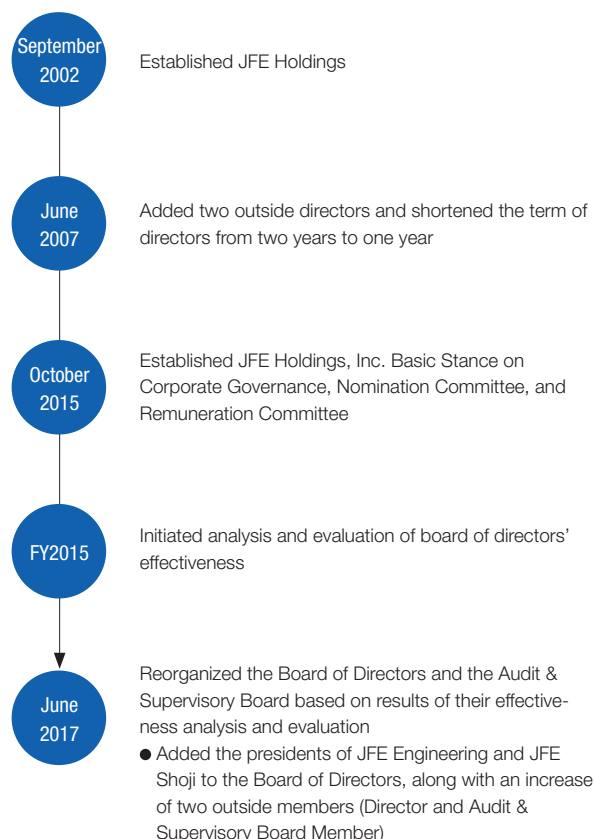 September
2002
Established JFE Holdings
June
2007
Added two outside directors and shortened the term of
directors from two years to one year
October
2015
Established JFE Holdings, Inc. Basic Stance on
Corporate Governance, Nomination Committee, and
Remuneration Committee
FY2015
Initiated analysis and evaluation of board of directors’
effectiveness
June
2017
Reorganized the Board of Directors and the Audit &
Supervisory Board based on results of their effective-
ness analysis and evaluation
● Added the presidents of JFE Engineering and JFE
Shoji to the Board of Directors, along with an increase
of two outside members (Director and Audit &
Supervisory Board Member)